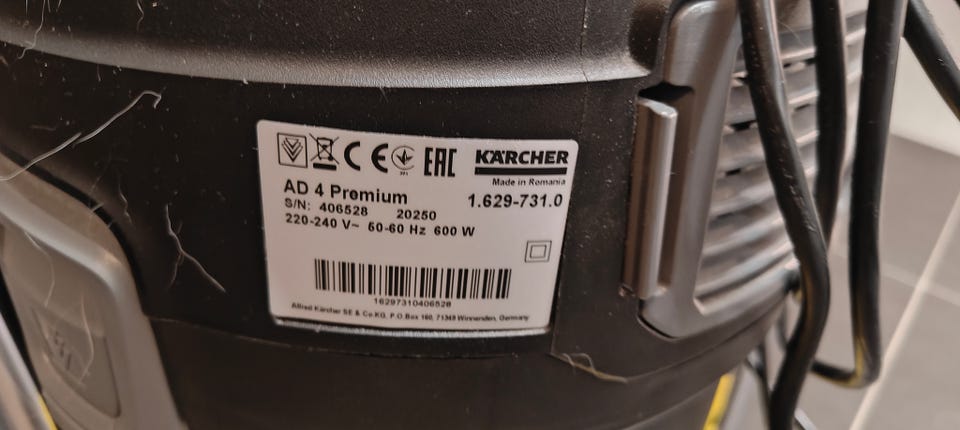 CE EAC KÄRCHER
Made in Romania
AD 4 Premium 1.629-731.0
S/N: 406528 20250
220-240 V~ 50-60 Hz 600 W
16297310406528
Alfred Kärcher SE & Co.KG, P.O.Box 160, 71349 Winnenden, Germany